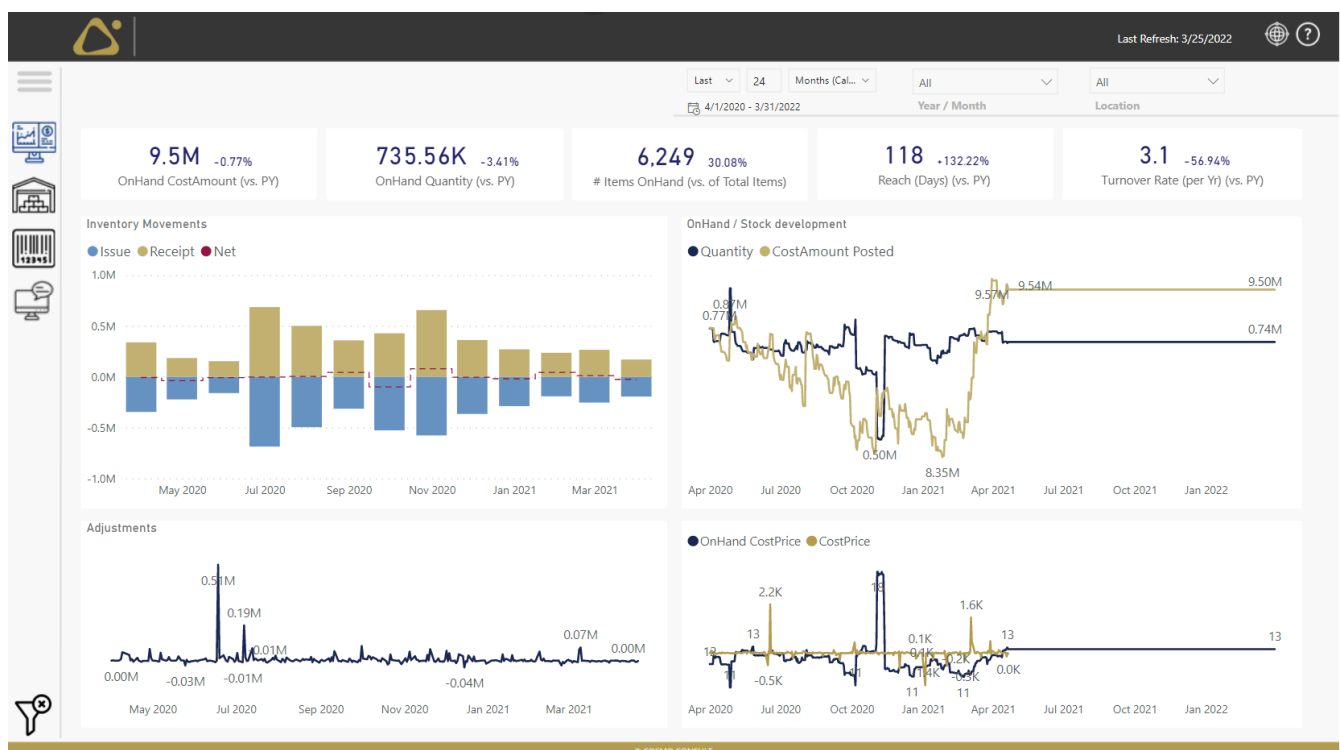 Last Refresh: 3/25/2022
?
Last 24 Months (Cal... All All
4/1/2020 - 3/31/2022 Year / Month Location
9.5M -0.77%
OnHand CostAmount (vs. PY)
735.56K -3.41%
OnHand Quantity (vs. PY)
6,249 30.08%
# Items OnHand (vs. of Total Items)
118 +132.22%
Reach (Days) (vs. PY)
3.1 -56.94%
Turnover Rate (per Yr) (vs. PY)
12345
Inventory Movements
Issue Receipt Net
1.0M
0.5M
0.0M
-0.5M
-1.0M
May 2020 Jul 2020 Sep 2020 Nov 2020 Jan 2021 Mar 2021
OnHand / Stock development
Quantity CostAmount Posted
9.50M
9.54M
9.57M
0.87M
0.77M
0.74M
0.50M
8.35M
Apr 2020 Jul 2020 Oct 2020 Jan 2021 Apr 2021 Jul 2021 Oct 2021 Jan 2022
Adjustments
0.51M
0.19M
0.01M
0.07M
0.00M
0.00M
-0.03M
-0.01M
-0.04M
May 2020 Jul 2020 Sep 2020 Nov 2020 Jan 2021 Mar 2021
OnHand CostPrice CostPrice
2.2K
18
1.6K
13
0.1K
13
13
-0.5K
11
0.0K
11
11
Apr 2020 Jul 2020 Oct 2020 Jan 2021 Apr 2021 Jul 2021 Oct 2021 Jan 2022
© COSMO CONSULT